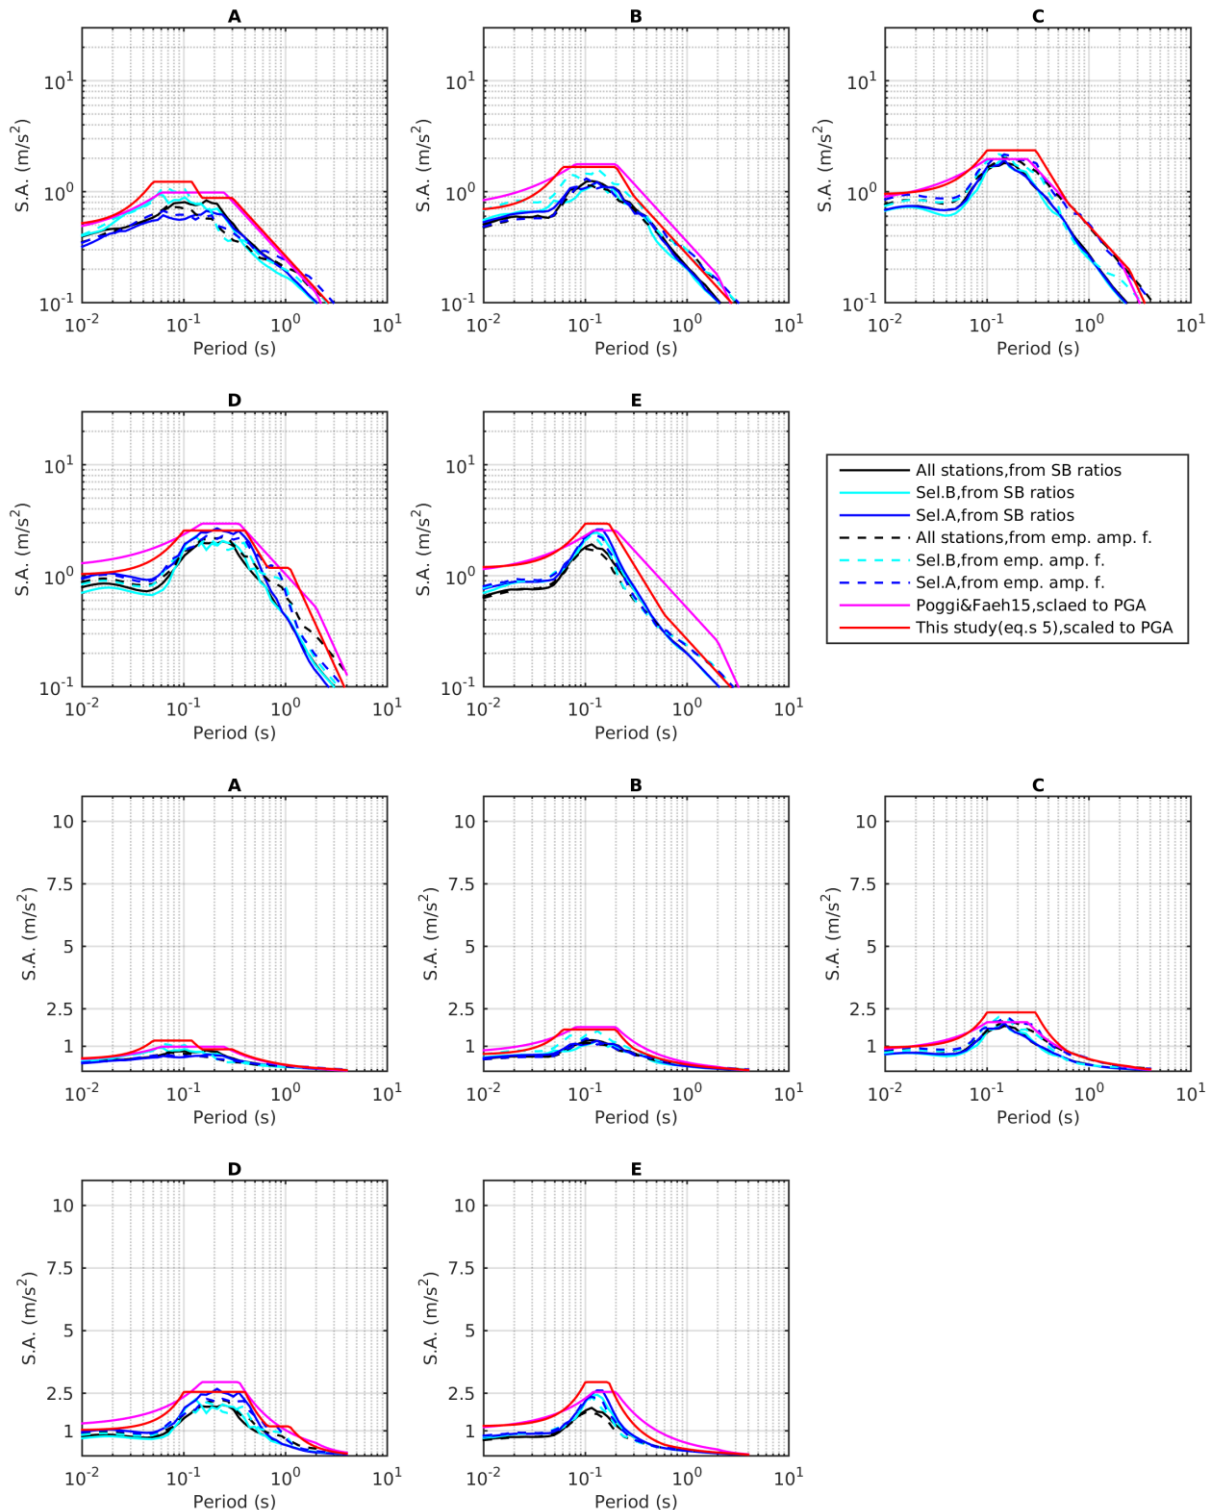 A
B
C
10^1
10^0
10^-1
S.A. (m/s^2)
10^-2 10^-1 10^0 10^1
Period (s)
10^1
10^0
10^-1
S.A. (m/s^2)
10^-2 10^-1 10^0 10^1
Period (s)
10^1
10^0
10^-1
S.A. (m/s^2)
10^-2 10^-1 10^0 10^1
Period (s)
D
E
10^1
10^0
10^-1
S.A. (m/s^2)
10^-2 10^-1 10^0 10^1
Period (s)
10^1
10^0
10^-1
S.A. (m/s^2)
10^-2 10^-1 10^0 10^1
Period (s)
All stations,from SB ratios
Sel.B,from SB ratios
Sel.A,from SB ratios
All stations,from emp. amp. f.
Sel.B,from emp. amp. f.
Sel.A,from emp. amp. f.
Poggi&Faeh15,sclaed to PGA
This study(eq.s 5),scaled to PGA
A
B
C
10
7.5
5
2.5
1
S.A. (m/s^2)
10^-2 10^-1 10^0 10^1
Period (s)
10
7.5
5
2.5
1
S.A. (m/s^2)
10^-2 10^-1 10^0 10^1
Period (s)
10
7.5
5
2.5
1
S.A. (m/s^2)
10^-2 10^-1 10^0 10^1
Period (s)
D
E
10
7.5
5
2.5
1
S.A. (m/s^2)
10^-2 10^-1 10^0 10^1
Period (s)
10
7.5
5
2.5
1
S.A. (m/s^2)
10^-2 10^-1 10^0 10^1
Period (s)